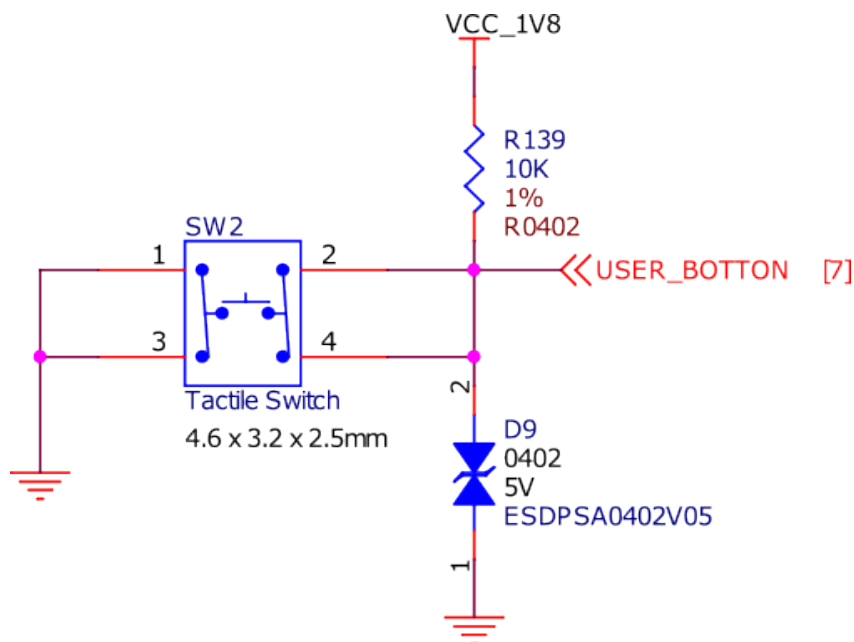 VCC_1V8
R139
10K
1%
R0402
SW2
1
2
USER_BOTTON [7]
3
4
Tactile Switch
4.6 x 3.2 x 2.5mm
2
D9
0402
5V
ESDPSA0402V05
1